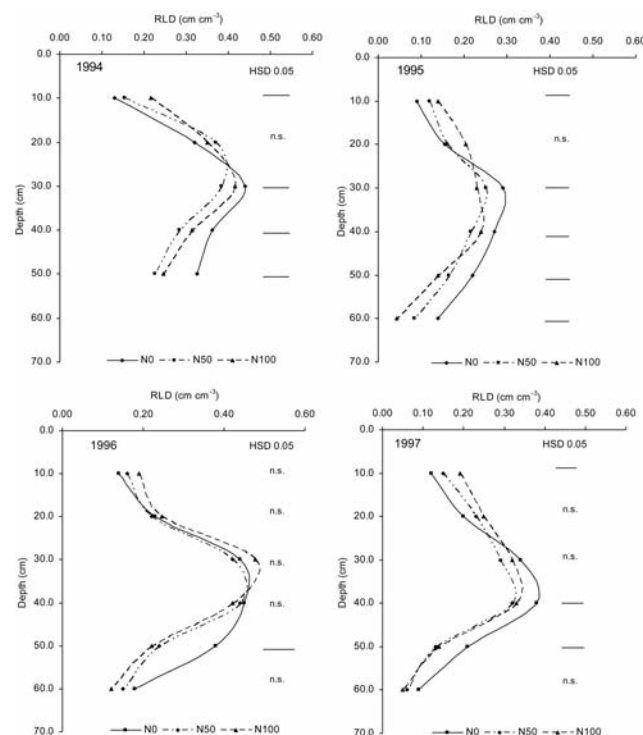 RLD (cm cm⁻³)
0.00 0.10 0.20 0.30 0.40 0.50 0.60
0.0
1994 HSD 0.05
10.0
n.s.
20.0
30.0
Depth (cm)
40.0
50.0
60.0
70.0
N0 N50 N100
RLD (cm cm⁻³)
0.00 0.10 0.20 0.30 0.40 0.50 0.60
0.0
1995 HSD 0.05
10.0
n.s.
20.0
30.0
Depth (cm)
40.0
50.0
60.0
70.0
N0 N50 N100
RLD (cm cm⁻³)
0.00 0.20 0.40 0.60
0.0
1996 HSD 0.05
10.0 n.s.
20.0 n.s.
30.0 n.s.
Depth (cm)
40.0 n.s.
50.0
60.0 n.s.
70.0
N0 N50 N100
RLD (cm cm⁻³)
0.00 0.10 0.20 0.30 0.40 0.50 0.60
0.0
1997 HSD 0.05
10.0
20.0 n.s.
30.0 n.s.
Depth (cm)
40.0
50.0
60.0 n.s.
70.0
N0 N50 N100